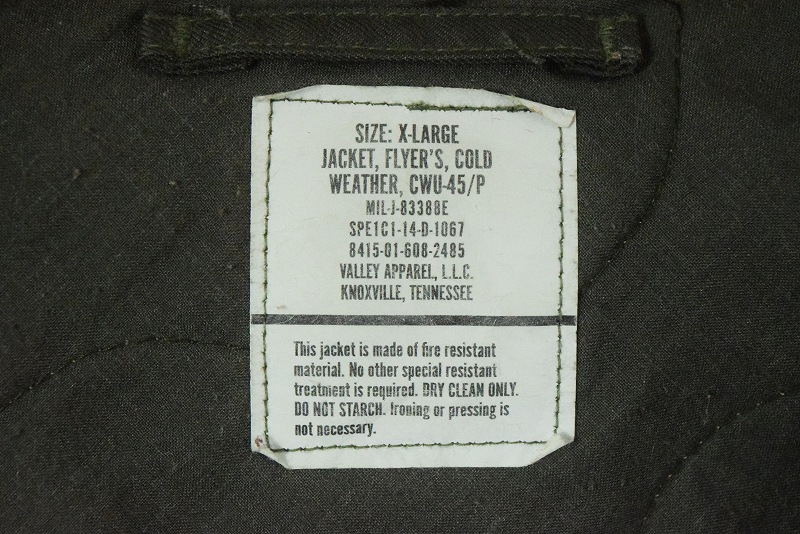 SIZE: X-LARGE
JACKET, FLYER'S, COLD
WEATHER, CWU-45/P
MIL-J-83388E
SPE1C1-14-D-1067
8415-01-608-2485
VALLEY APPAREL, L.L.C.
KNOXVILLE, TENNESSEE
This jacket is made of fire resistant
material. No other special resistant
treatment is required. DRY CLEAN ONLY.
DO NOT STARCH. Ironing or pressing is
not necessary.